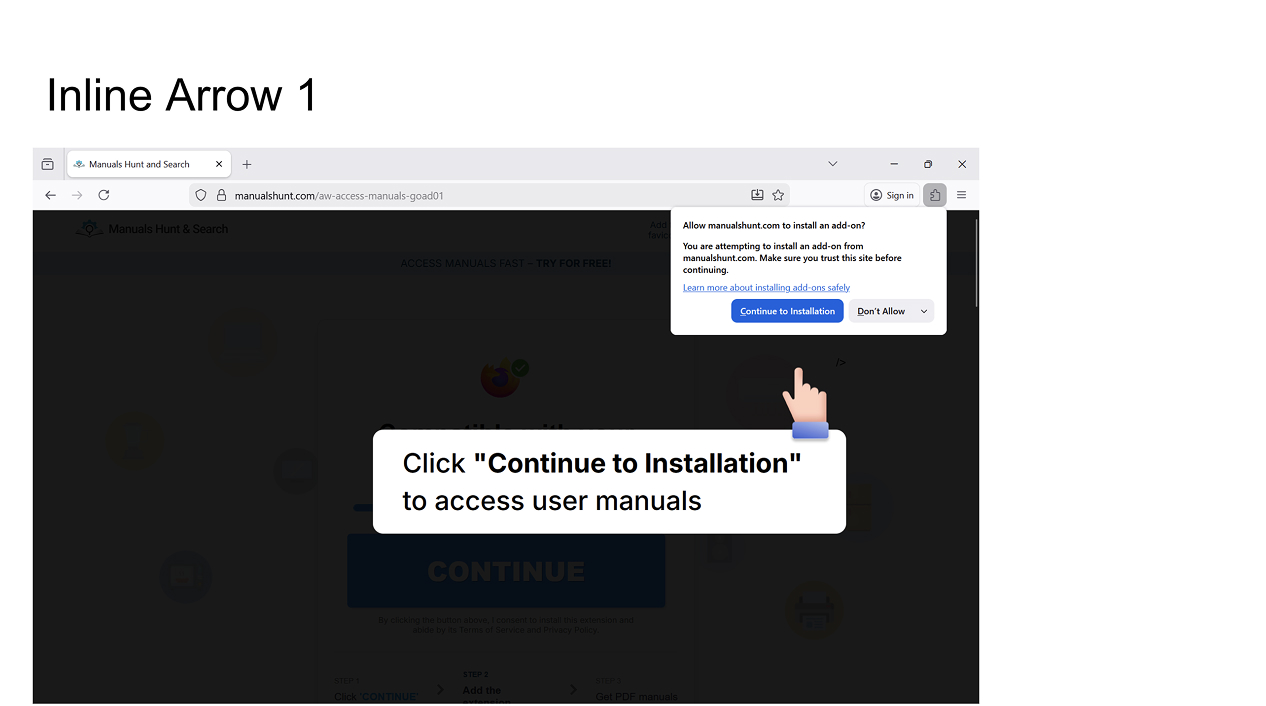 Inline Arrow 1
Manuals Hunt and Search
manualshunt.com/aw-access-manuals-goad01
Sign in
Manuals Hunt & Search
Add
favo
ACCESS MANUALS FAST – TRY FOR FREE!
Allow manualshunt.com to install an add-on?
You are attempting to install an add-on from
manualshunt.com. Make sure you trust this site before
continuing.
Learn more about installing add-ons safely
Continue to Installation
Don't Allow
/>
Click "Continue to Installation"
to access user manuals
CONTINUE
By clicking the button above, I consent to install this extension and
abide by its Terms of Service and Privacy Policy.
STEP 1
Click 'CONTINUE'
STEP 2
Add the
extension
STEP 3
Get PDF manuals